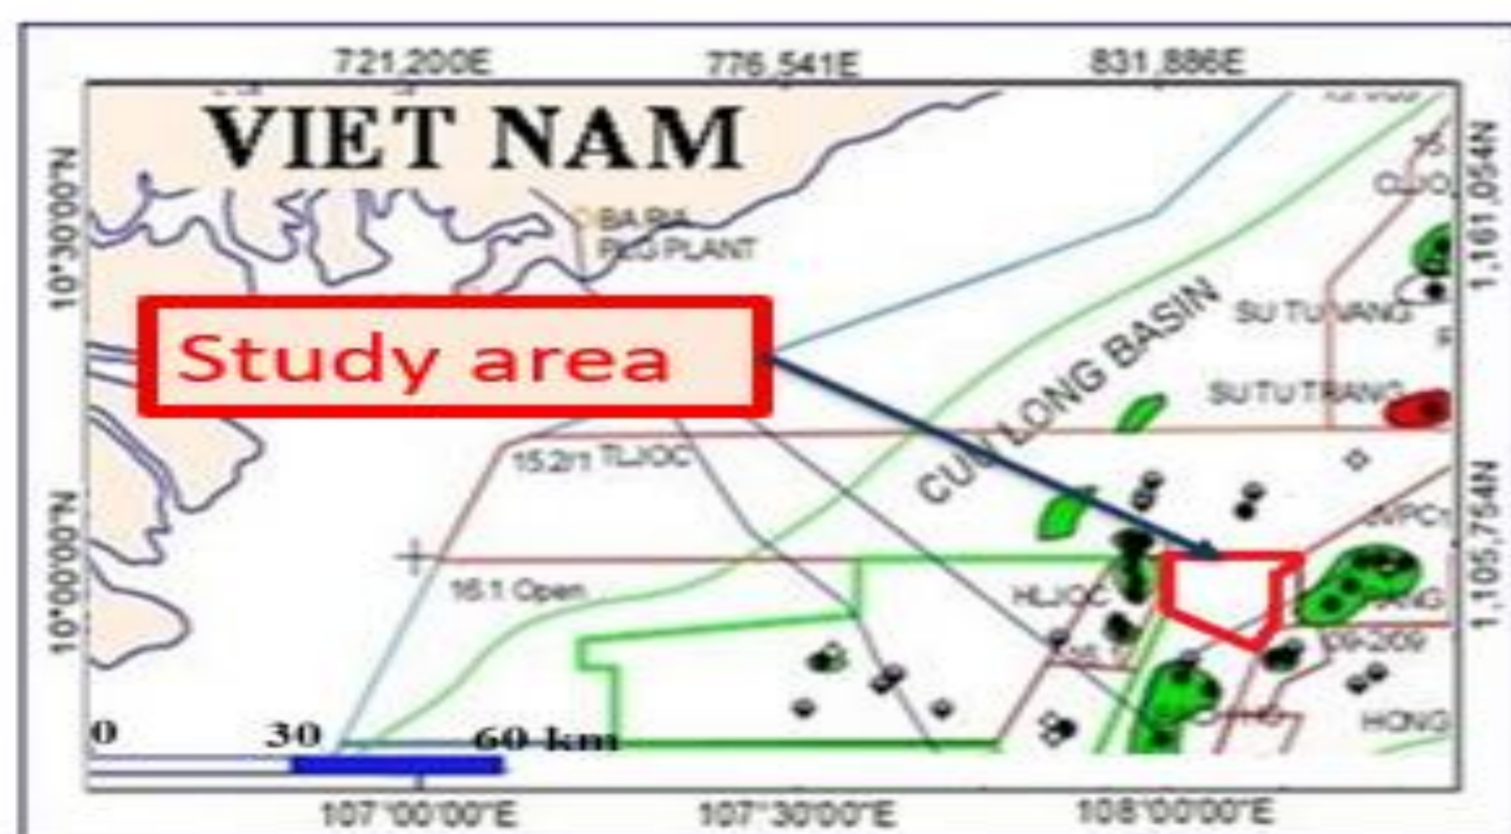 721,200E 776,541E 831,886E
VIET NAM
10°30'00"N
1,161,054N
BA RIA
PLANT
SU TU VANG
Study area
CUU LONG BASIN
SU TU TRANG
15.2/1 TLJOC
10°00'00"N
1,105,754N
16.1 Open
HLJOC
09-2/09
0 30 60 km
107°00'00"E 107°30'00"E 108°00'00"E